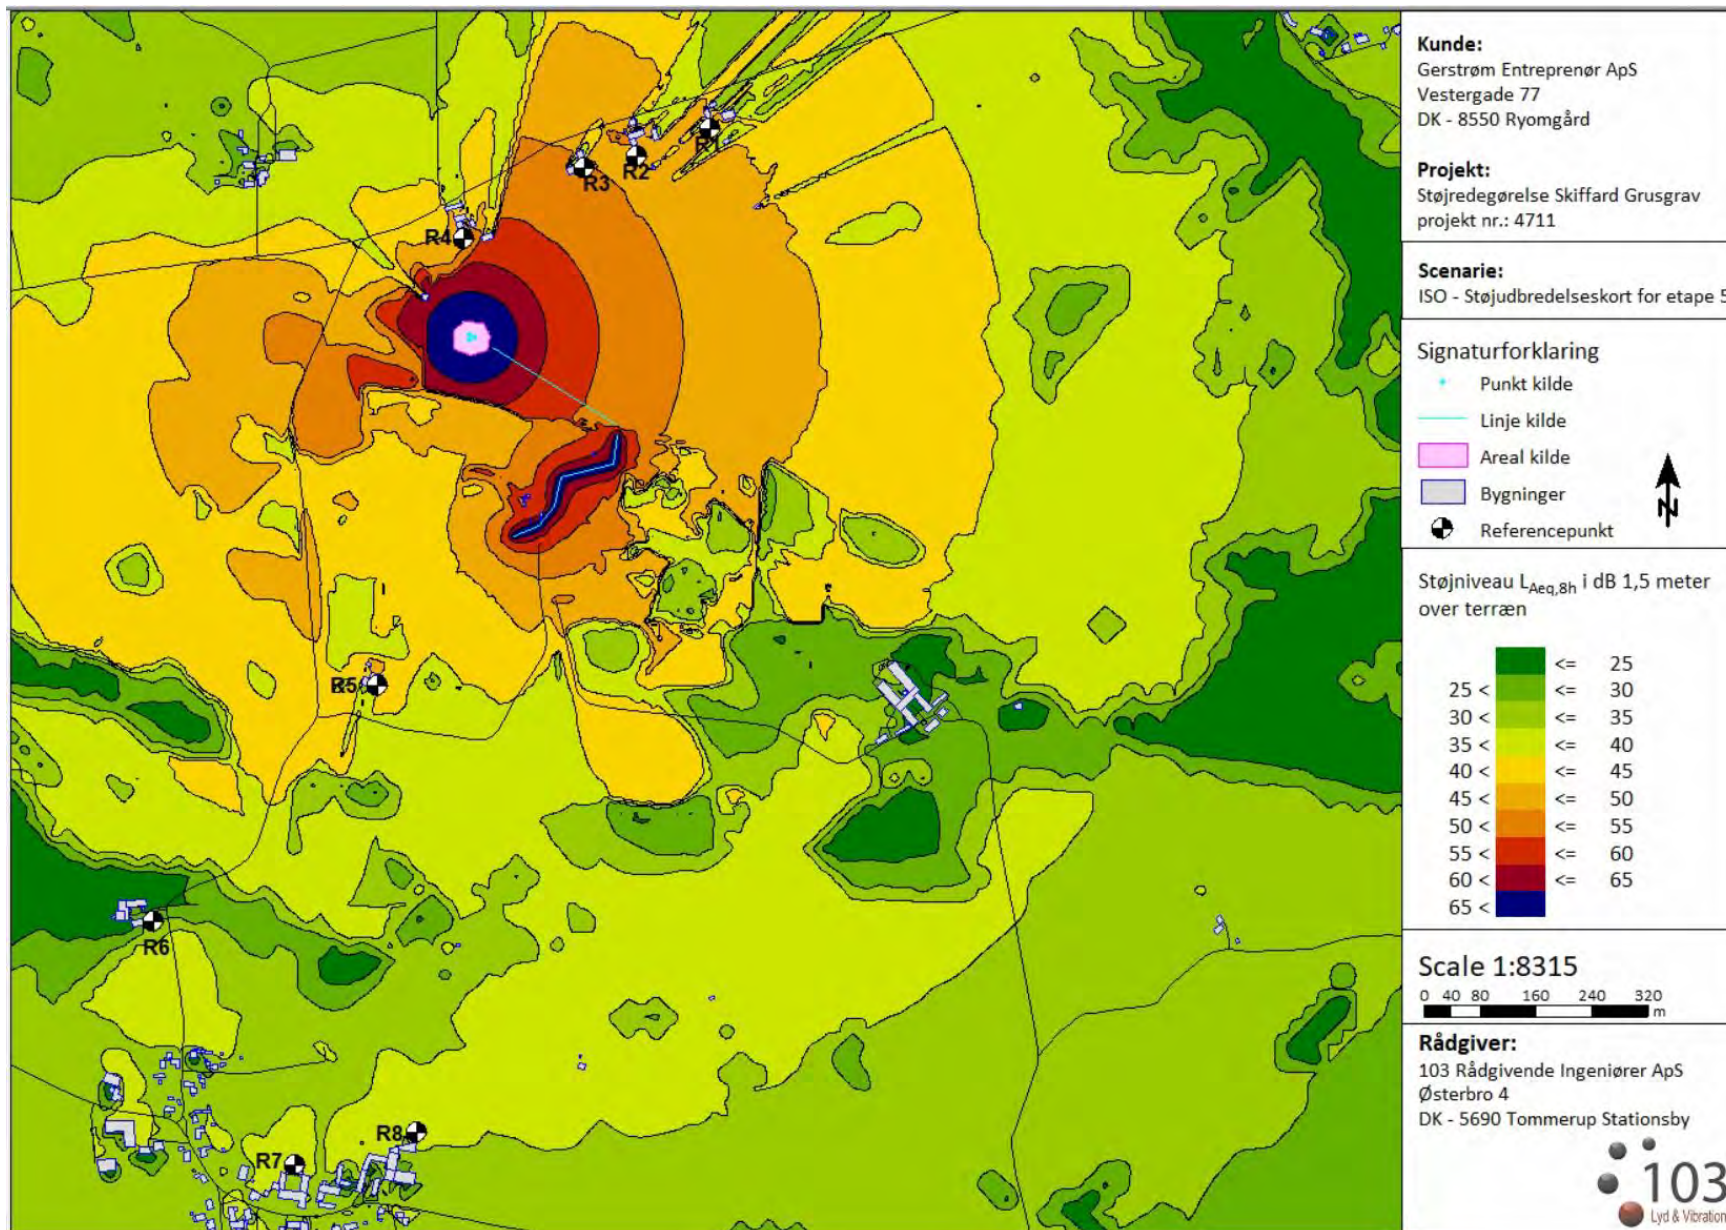 R1
R2
R3
R4
R5
R6
R7
R8
Kunde:
Gerstrøm Entreprenør ApS
Vestergade 77
DK - 8550 Ryomgård
Projekt:
Støjredegørelse Skiffard Grusgrav
projekt nr.: 4711
Scenarie:
ISO - Støjudbredelseskort for etape 5
Signaturforklaring
Punkt kilde
Linje kilde
Areal kilde
Bygninger
Referencepunkt
N
Støjniveau LAeq,8h i dB 1,5 meter
over terræn
<= 25
25 < <= 30
30 < <= 35
35 < <= 40
40 < <= 45
45 < <= 50
50 < <= 55
55 < <= 60
60 < <= 65
65 <
Scale 1:8315
0 40 80 160 240 320
m
Rådgiver:
103 Rådgivende Ingeniører ApS
Østerbro 4
DK - 5690 Tommerup Stationsby
103
Lyd & Vibration